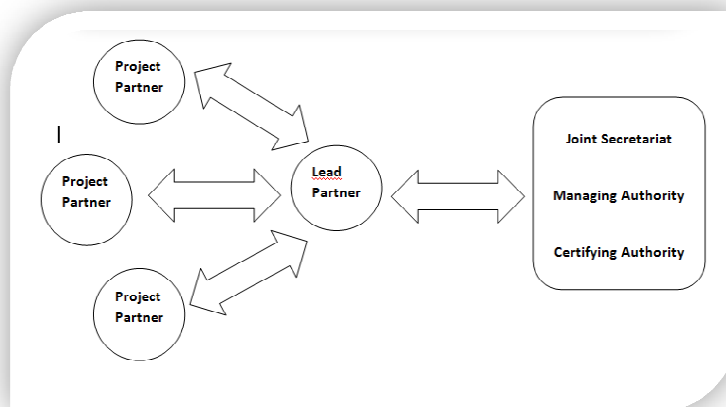 Project
Partner
Project
Partner
Project
Partner
Lead
Partner
Joint Secretariat
Managing Authority
Certifying Authority